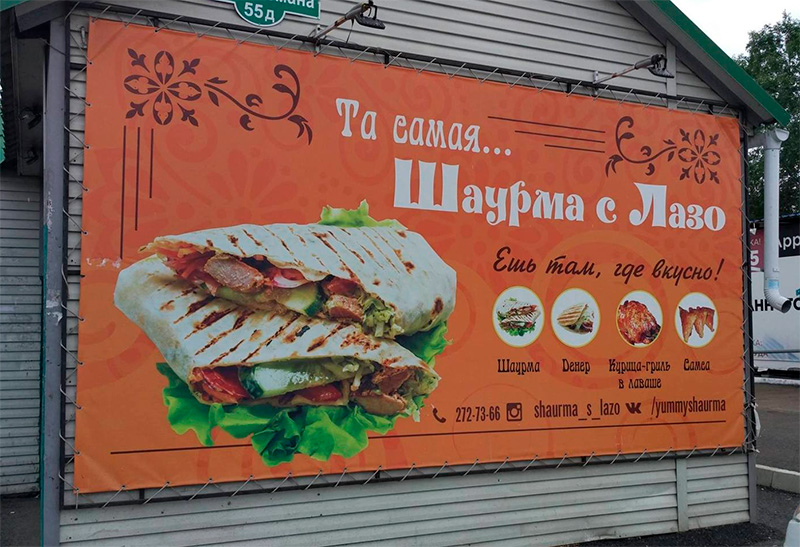 55д
Та самая...
Шаурма с Лазо
Ешь там, где вкусно!
Шаурма Денер Курица-гриль Самса
в лаваше
272-73-66 shaurma_s_lazo /yummyshaurma